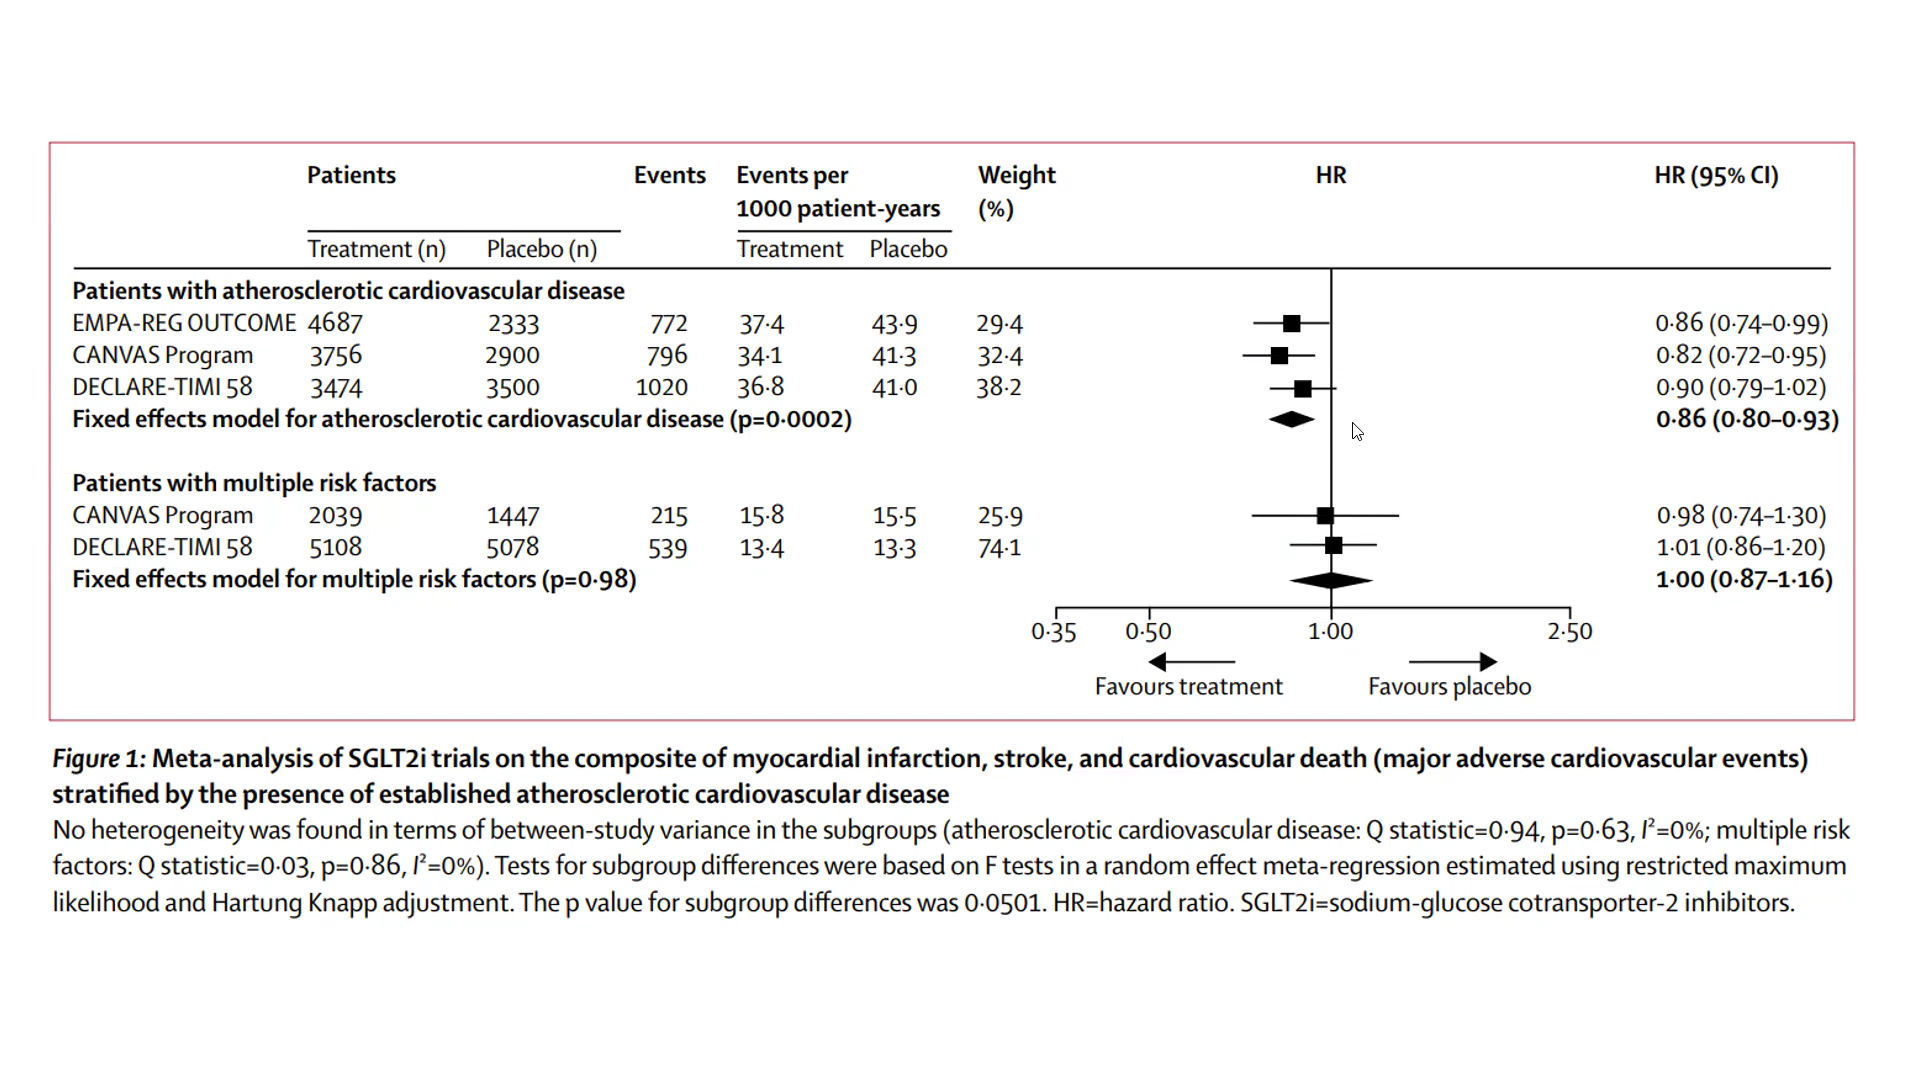 Patients Events Events per Weight HR HR (95% CI)
1000 patient-years (%)
Treatment (n) Placebo (n) Treatment Placebo
Patients with atherosclerotic cardiovascular disease
EMPA-REG OUTCOME 4687 2333 772 37·4 43·9 29·4 0·86 (0·74–0·99)
CANVAS Program 3756 2900 796 34·1 41·3 32·4 0·82 (0·72–0·95)
DECLARE-TIMI 58 3474 3500 1020 36·8 41·0 38·2 0·90 (0·79–1·02)
Fixed effects model for atherosclerotic cardiovascular disease (p=0·0002) 0·86 (0·80–0·93)
Patients with multiple risk factors
CANVAS Program 2039 1447 215 15·8 15·5 25·9 0·98 (0·74–1·30)
DECLARE-TIMI 58 5108 5078 539 13·4 13·3 74·1 1·01 (0·86–1·20)
Fixed effects model for multiple risk factors (p=0·98) 1·00 (0·87–1·16)
0·35 0·50 1·00 2·50
Favours treatment Favours placebo
Figure 1: Meta-analysis of SGLT2i trials on the composite of myocardial infarction, stroke, and cardiovascular death (major adverse cardiovascular events)
stratified by the presence of established atherosclerotic cardiovascular disease
No heterogeneity was found in terms of between-study variance in the subgroups (atherosclerotic cardiovascular disease: Q statistic=0·94, p=0·63, I²=0%; multiple risk
factors: Q statistic=0·03, p=0·86, I²=0%). Tests for subgroup differences were based on F tests in a random effect meta-regression estimated using restricted maximum
likelihood and Hartung Knapp adjustment. The p value for subgroup differences was 0·0501. HR=hazard ratio. SGLT2i=sodium-glucose cotransporter-2 inhibitors.